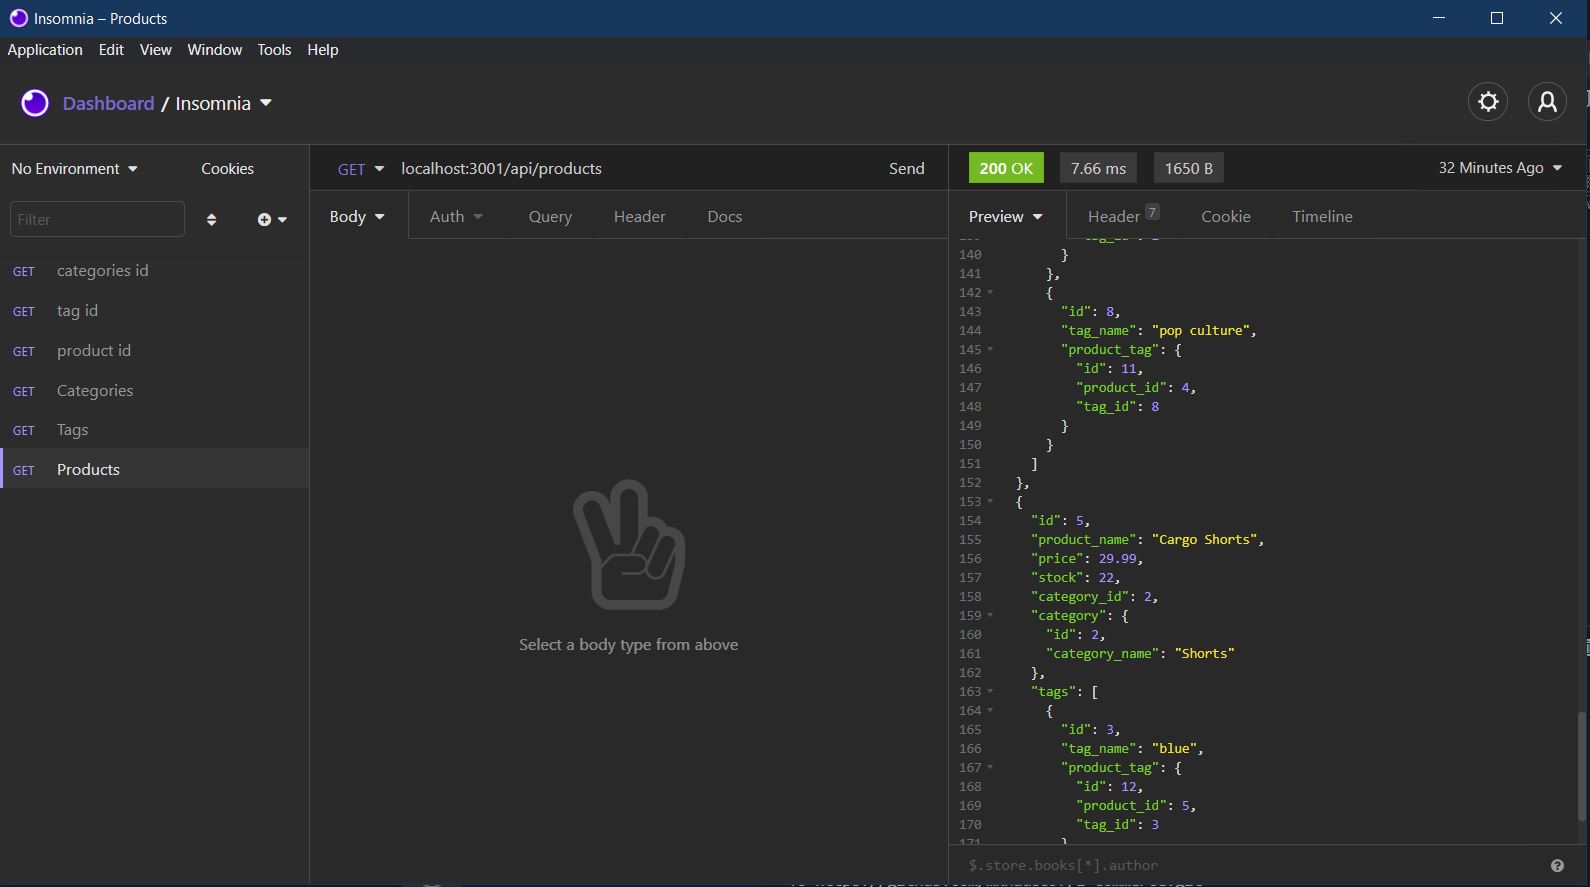 Insomnia – Products
Application Edit View Window Tools Help
Dashboard / Insomnia
No Environment Cookies
Filter
GET categories id
GET tag id
GET product id
GET Categories
GET Tags
GET Products
GET localhost:3001/api/products Send
Body Auth Query Header Docs
Select a body type from above
200 OK 7.66 ms 1650 B 32 Minutes Ago
Preview Header 7 Cookie Timeline
140 }
141 },
142 {
143 "id": 8,
144 "tag_name": "pop culture",
145 "product_tag": {
146 "id": 11,
147 "product_id": 4,
148 "tag_id": 8
149 }
150 }
151 ]
152 },
153 {
154 "id": 5,
155 "product_name": "Cargo Shorts",
156 "price": 29.99,
157 "stock": 22,
158 "category_id": 2,
159 "category": {
160 "id": 2,
161 "category_name": "Shorts"
162 },
163 "tags": [
164 {
165 "id": 3,
166 "tag_name": "blue",
167 "product_tag": {
168 "id": 12,
169 "product_id": 5,
170 "tag_id": 3
171 }
$.store.books[*].author